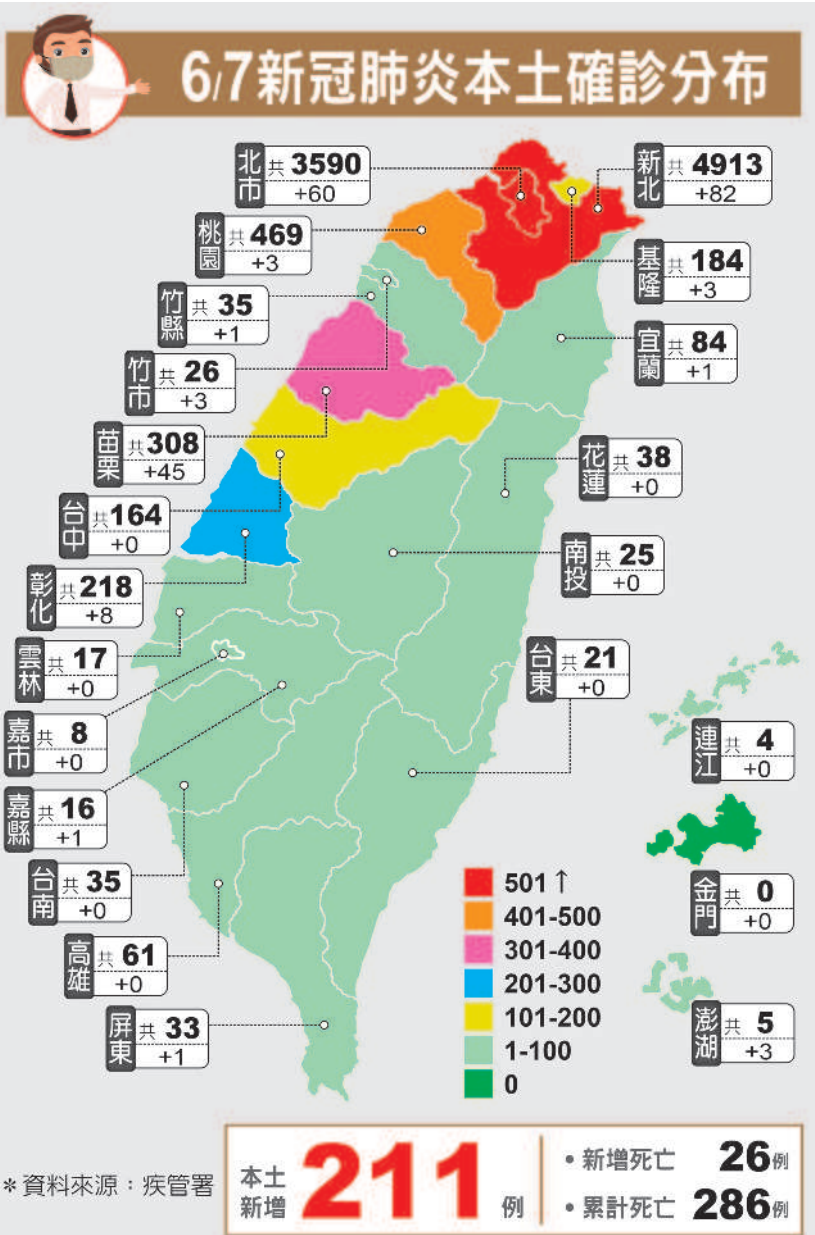 6/7新冠肺炎本土確診分布
北市 共 3590
+60
新北 共 4913
+82
桃園 共 469
+3
基隆 共 184
+3
竹縣 共 35
+1
宜蘭 共 84
+1
竹市 共 26
+3
苗栗 共 308
+45
花蓮 共 38
+0
台中 共 164
+0
南投 共 25
+0
彰化 共 218
+8
雲林 共 17
+0
台東 共 21
+0
嘉市 共 8
+0
連江 共 4
+0
嘉縣 共 16
+1
台南 共 35
+0
金門 共 0
+0
高雄 共 61
+0
屏東 共 33
+1
澎湖 共 5
+3
501↑
401-500
301-400
201-300
101-200
1-100
0
＊資料來源：疾管署
本土新增 211 例
• 新增死亡 26例
• 累計死亡 286例